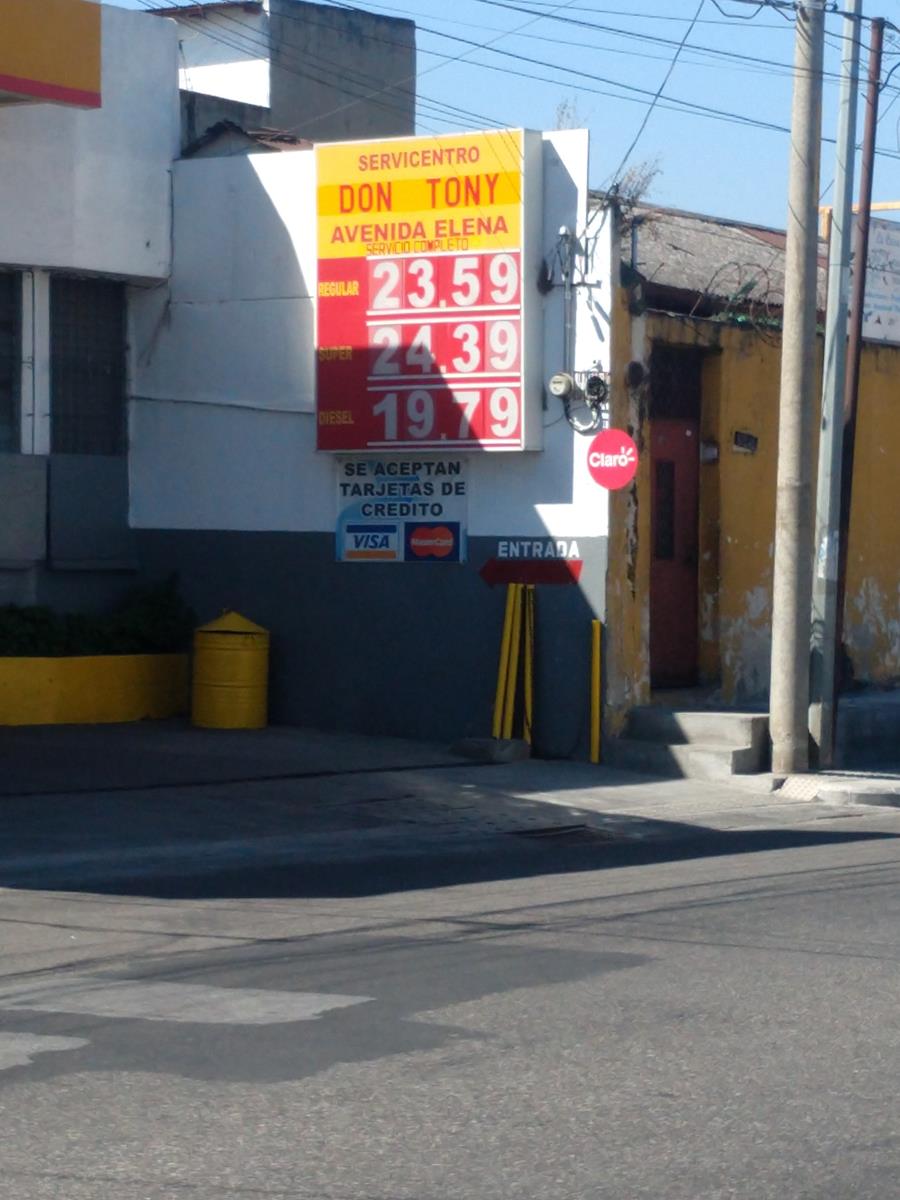 SERVICENTRO
DON TONY
AVENIDA ELENA
SERVICIO COMPLETO
REGULAR 23.59
SUPER 24.39
DIESEL 19.79
SE ACEPTAN
TARJETAS DE
CREDITO
VISA MasterCard
Claro
ENTRADA